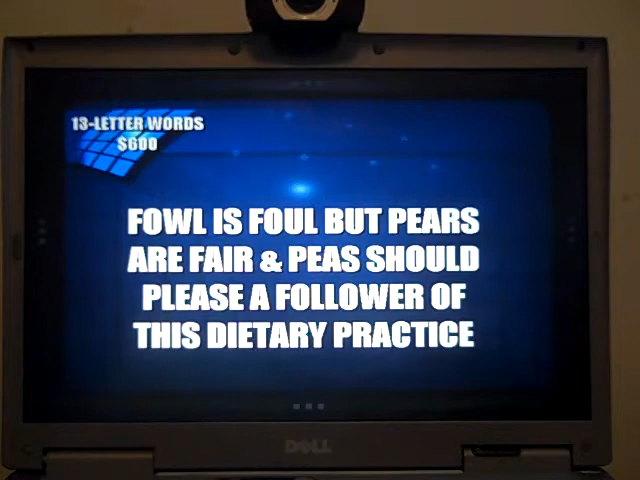 13-LETTER WORDS
$600
FOWL IS FOUL BUT PEARS
ARE FAIR & PEAS SHOULD
PLEASE A FOLLOWER OF
THIS DIETARY PRACTICE
DELL